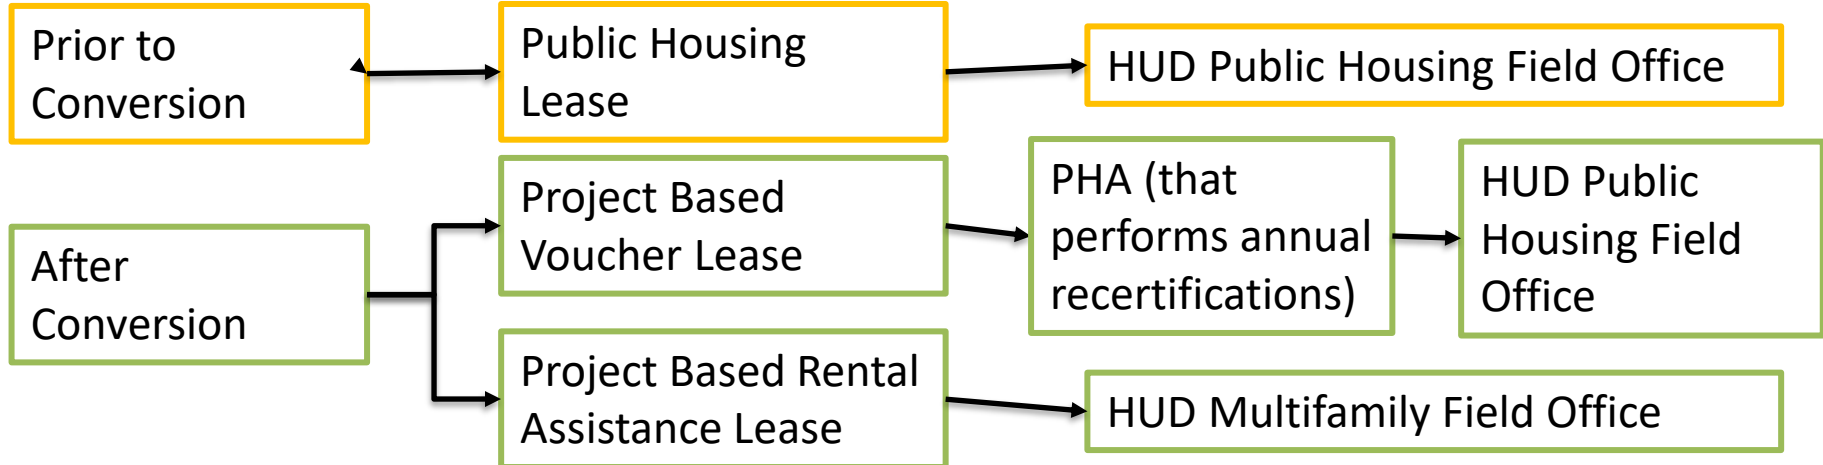 Prior to
Conversion
Public Housing
Lease
HUD Public Housing Field Office
After
Conversion
Project Based
Voucher Lease
PHA (that
performs annual
recertifications)
HUD Public
Housing Field
Office
Project Based Rental
Assistance Lease
HUD Multifamily Field Office